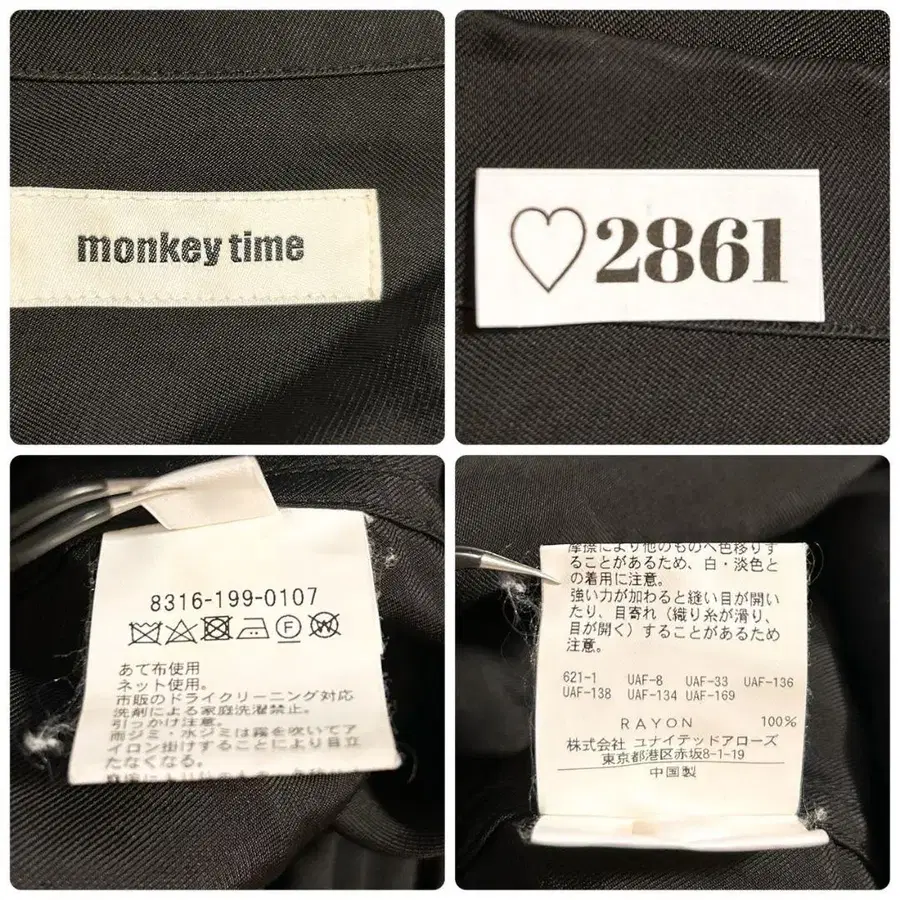 monkey time
♡2861
8316-199-0107
あて布使用
ネット使用。
市販のドライクリーニング対応
洗剤による家庭洗濯禁止。
引っかけ注意。
雨ジミ・水ジミは霧を吹いてア
イロン掛けすることにより目立
たなくなる。
摩擦により他のものへ色移りす
ることがあるため、白・淡色と
の着用に注意。
強い力が加わると縫い目が開い
たり、目寄れ（織り糸が滑り、
目が開く）することがあるため
注意。
621-1 UAF-8 UAF-33 UAF-136
UAF-138 UAF-134 UAF-169
RAYON 100%
株式会社 ユナイテッドアローズ
東京都港区赤坂8-1-19
中国製